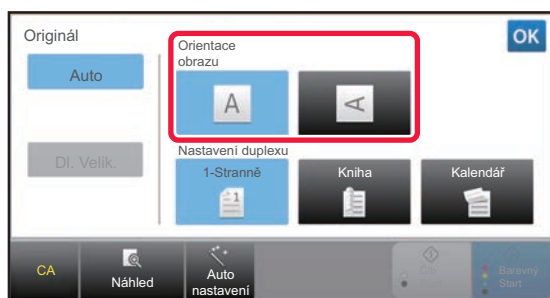 Originál
OK
Orientace
obrazu
Auto
A
A
Nastavení duplexu
Dl. Velik.
1-Stranně
Kniha
Kalendář
1
CA
Náhled
Auto
nastavení
Barevný
Start